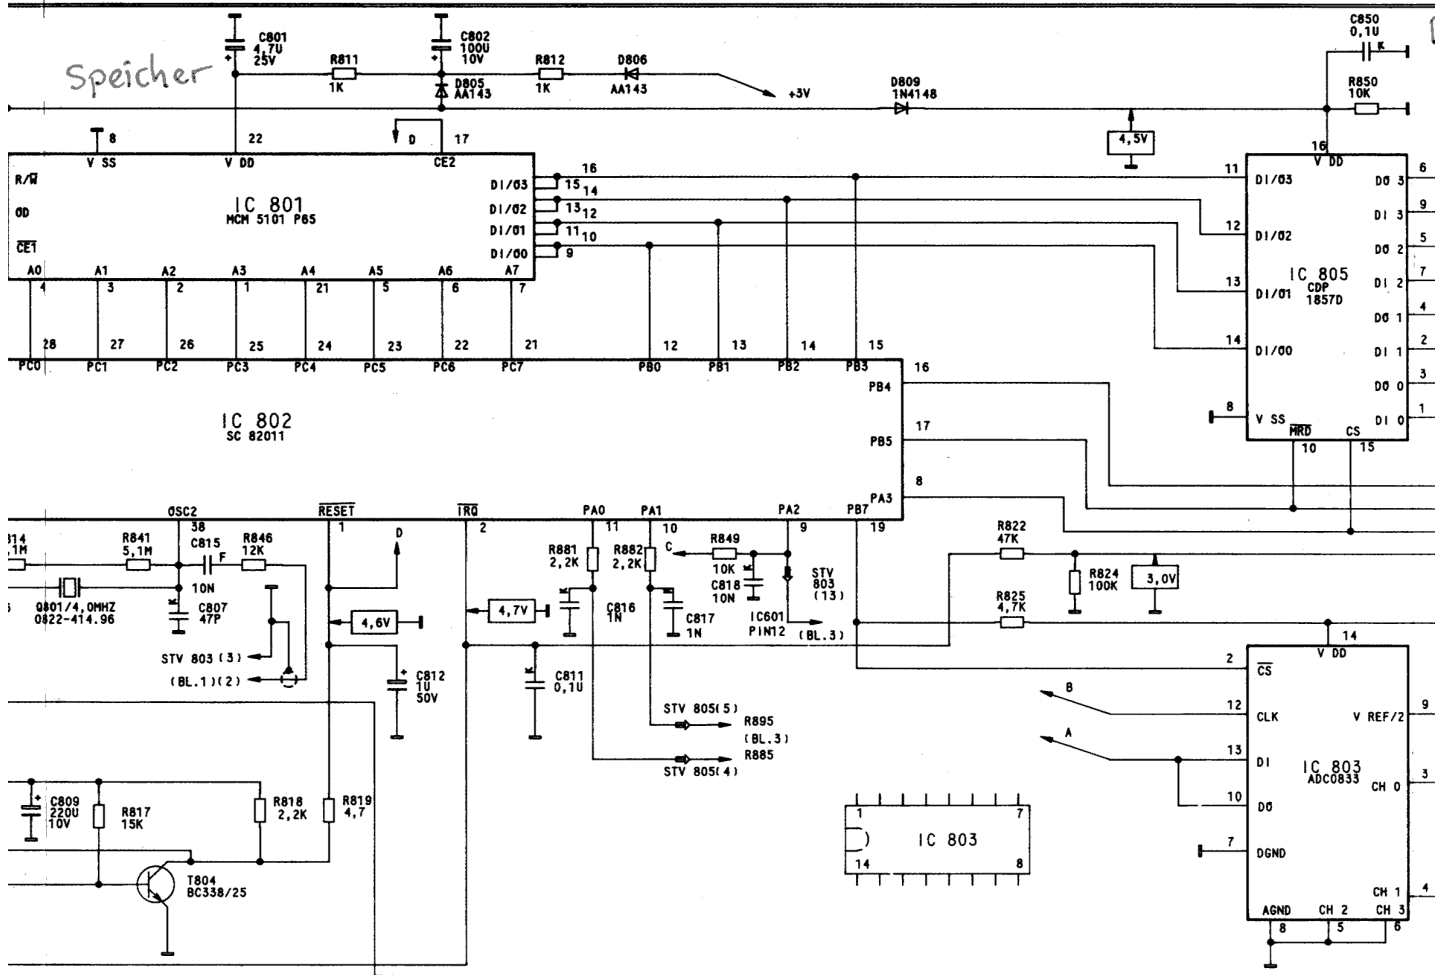 Speicher
C801
4,7U
25V
+
R811
1K
C802
100U
10V
+
D805
AA143
R812
1K
D806
AA143
+3V
D809
1N4148
C850
0,1U
K
R850
10K
4,5V
8
22
D
17
V SS
V DD
CE2
R/W
OD
CE1
IC 801
MCM 5101 P65
DI/03
DI/02
DI/01
DI/00
16
15
14
13
12
11
10
9
A0
A1
A2
A3
A4
A5
A6
A7
4
3
2
1
21
5
6
7
28
27
26
25
24
23
22
21
PC0
PC1
PC2
PC3
PC4
PC5
PC6
PC7
12
13
14
15
PB0
PB1
PB2
PB3
16
V DD
11
DI/03
12
DI/02
13
DI/01
14
DI/00
8
V SS
IC 805
CDP
1857D
D0 3
6
DI 3
9
D0 2
5
DI 2
7
D0 1
4
DI 1
2
D0 0
3
DI 0
1
MRD
10
CS
15
IC 802
SC 82011
PB4
16
PB5
17
PA3
8
OSC2
38
RESET
1
IRQ
2
PA0
11
PA1
10
PA2
9
PB7
19
R841
5,1M
C815
F
10N
R846
12K
Q801/4,0MHZ
0822-414.96
K
C807
47P
STV 803 (3)
(BL.1)(2)
D
4,6V
4,7V
+
C812
1U
50V
K
C811
0,1U
R881
2,2K
R882
2,2K
K
C816
1N
K
C817
1N
C
R849
10K
K
C818
10N
STV
803
(13)
IC601
PIN12
(BL.3)
STV 805(5)
R895
(BL.3)
R885
STV 805(4)
R822
47K
R824
100K
3,0V
R825
4,7K
14
V DD
2
CS
B
12
CLK
A
13
DI
10
D0
7
DGND
IC 803
ADC0833
V REF/2
9
CH 0
3
CH 1
4
AGND
8
CH 2
5
CH 3
6
+
C809
220U
10V
R817
15K
R818
2,2K
R819
4,7
T804
BC338/25
1
7
IC 803
14
8